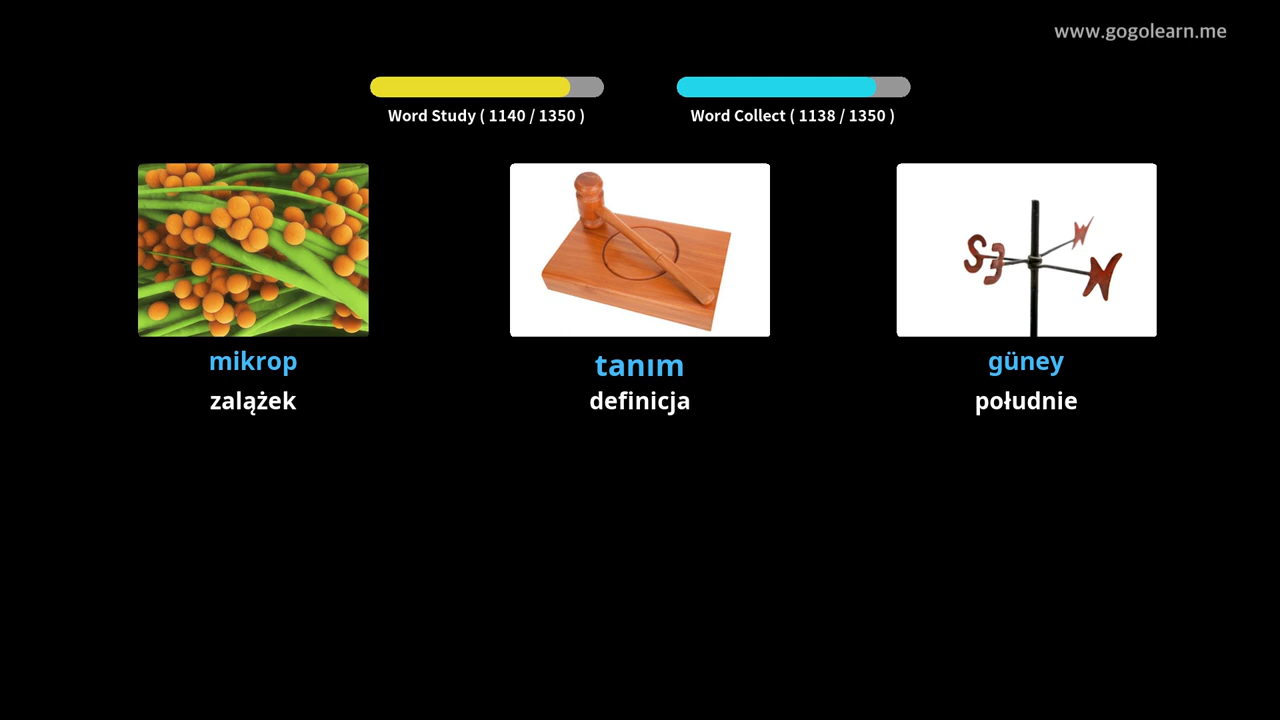 www.gogolearn.me
Word Study ( 1140 / 1350 )
Word Collect ( 1138 / 1350 )
S E N
mikrop
tanım
güney
zalążek
definicja
południe